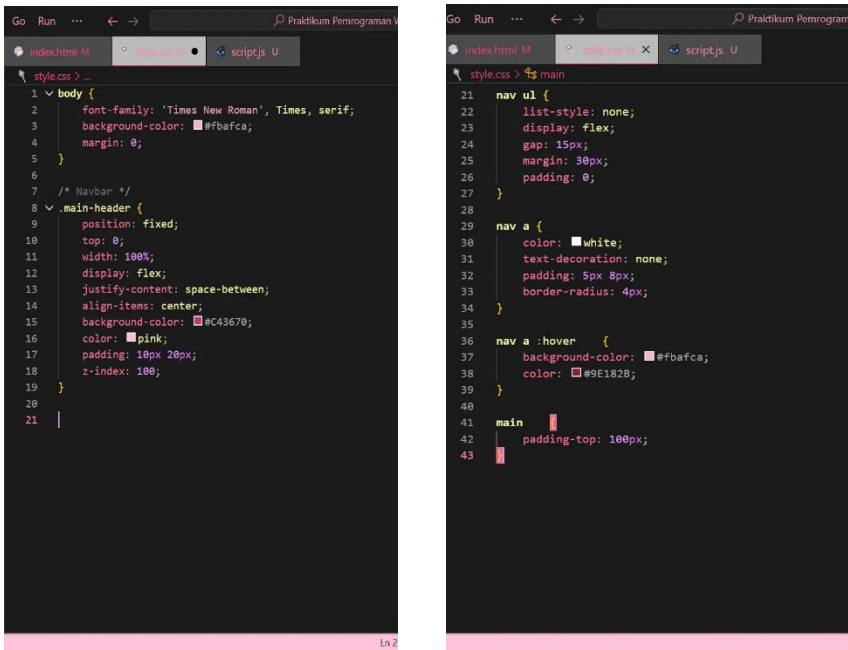 Go Run ... ← → Praktikum Pemrograman
index.html M style.css U ● script.js U
style.css > ...
1 body {
2 font-family: 'Times New Roman', Times, serif;
3 background-color: #fbafca;
4 margin: 0;
5 }
6
7 /* Navbar */
8 .main-header {
9 position: fixed;
10 top: 0;
11 width: 100%;
12 display: flex;
13 justify-content: space-between;
14 align-items: center;
15 background-color: #C43670;
16 color: pink;
17 padding: 10px 20px;
18 z-index: 100;
19 }
20
21
Ln 2
Go Run ... ← → Praktikum Pemrogram
index.html M style.css U × script.js U
style.css > main
21 nav ul {
22 list-style: none;
23 display: flex;
24 gap: 15px;
25 margin: 30px;
26 padding: 0;
27 }
28
29 nav a {
30 color: white;
31 text-decoration: none;
32 padding: 5px 8px;
33 border-radius: 4px;
34 }
35
36 nav a :hover {
37 background-color: #fbafca;
38 color: #9E182B;
39 }
40
41 main {
42 padding-top: 100px;
43 }